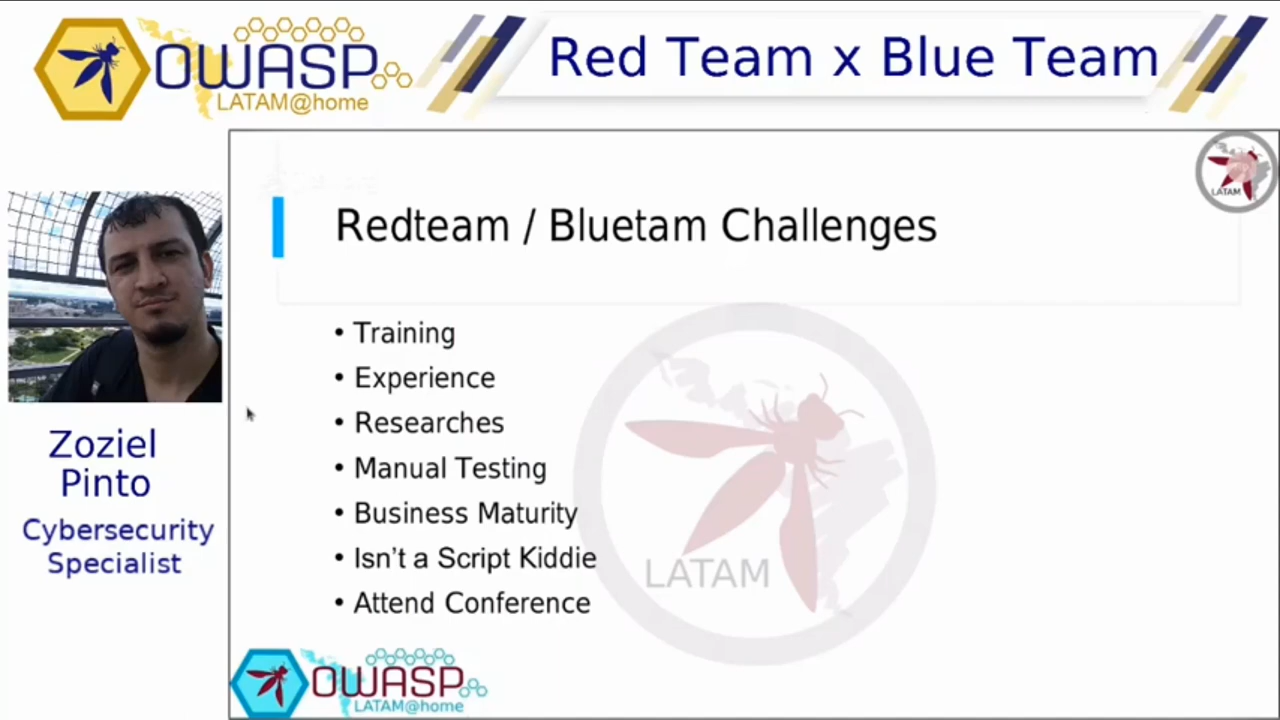 OWASP
LATAM@home
Red Team x Blue Team
LATAM
Redteam / Bluetam Challenges
• Training
• Experience
• Researches
• Manual Testing
• Business Maturity
• Isn't a Script Kiddie
• Attend Conference
LATAM
Zoziel
Pinto
Cybersecurity
Specialist
OWASP
LATAM@home